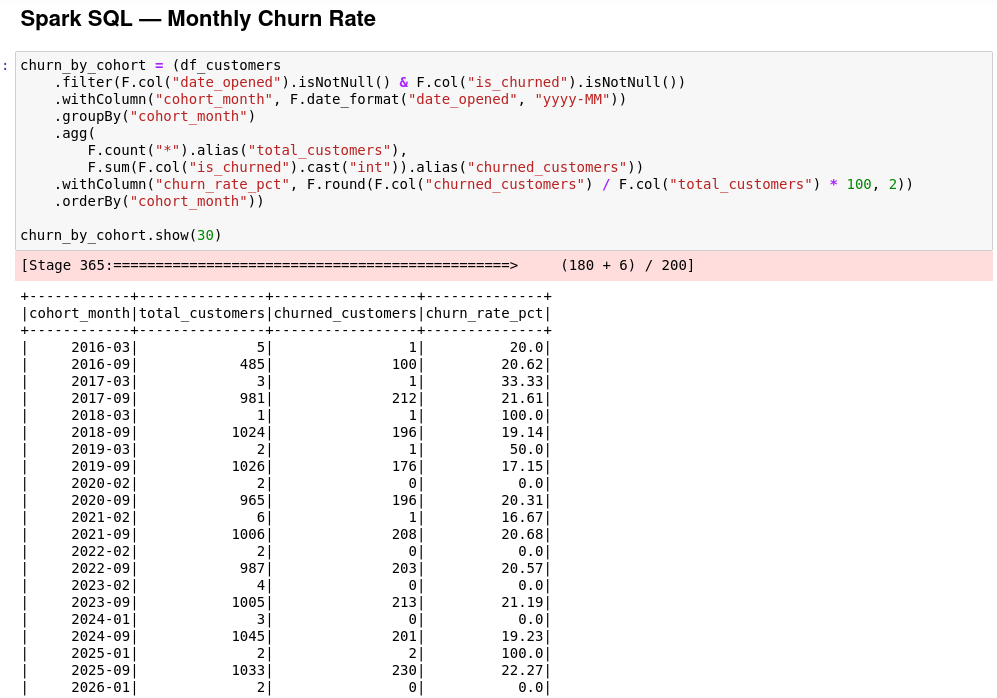 Spark SQL — Monthly Churn Rate
:
churn_by_cohort = (df_customers
    .filter(F.col("date_opened").isNotNull() & F.col("is_churned").isNotNull())
    .withColumn("cohort_month", F.date_format("date_opened", "yyyy-MM"))
    .groupBy("cohort_month")
    .agg(
        F.count("*").alias("total_customers"),
        F.sum(F.col("is_churned").cast("int")).alias("churned_customers"))
    .withColumn("churn_rate_pct", F.round(F.col("churned_customers") / F.col("total_customers") * 100, 2))
    .orderBy("cohort_month"))

churn_by_cohort.show(30)
[Stage 365:===============================================>     (180 + 6) / 200]
+------------+---------------+-----------------+--------------+
|cohort_month|total_customers|churned_customers|churn_rate_pct|
+------------+---------------+-----------------+--------------+
|     2016-03|              5|                1|          20.0|
|     2016-09|            485|              100|         20.62|
|     2017-03|              3|                1|         33.33|
|     2017-09|            981|              212|         21.61|
|     2018-03|              1|                1|         100.0|
|     2018-09|           1024|              196|         19.14|
|     2019-03|              2|                1|          50.0|
|     2019-09|           1026|              176|         17.15|
|     2020-02|              2|                0|           0.0|
|     2020-09|            965|              196|         20.31|
|     2021-02|              6|                1|         16.67|
|     2021-09|           1006|              208|         20.68|
|     2022-02|              2|                0|           0.0|
|     2022-09|            987|              203|         20.57|
|     2023-02|              4|                0|           0.0|
|     2023-09|           1005|              213|         21.19|
|     2024-01|              3|                0|           0.0|
|     2024-09|           1045|              201|         19.23|
|     2025-01|              2|                2|         100.0|
|     2025-09|           1033|              230|         22.27|
|     2026-01|              2|                0|           0.0|